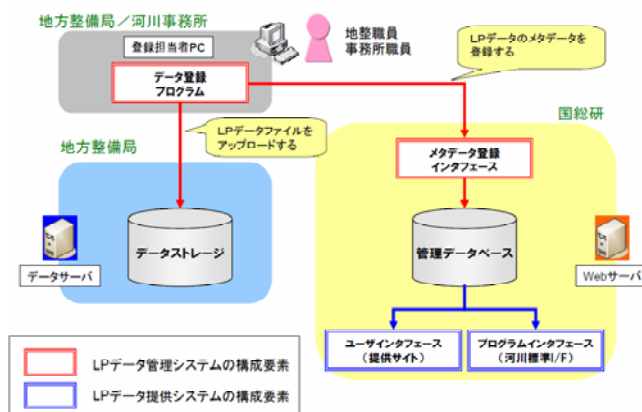 地方整備局／河川事務所
登録担当者PC
地整職員
事務所職員
データ登録
プログラム
LPデータのメタデータを
登録する
LPデータファイルを
アップロードする
国総研
地方整備局
メタデータ登録
インタフェース
データストレージ
管理データベース
データサーバ
Webサーバ
ユーザインタフェース
（提供サイト）
プログラムインタフェース
（河川標準I/F）
LPデータ管理システムの構成要素
LPデータ提供システムの構成要素